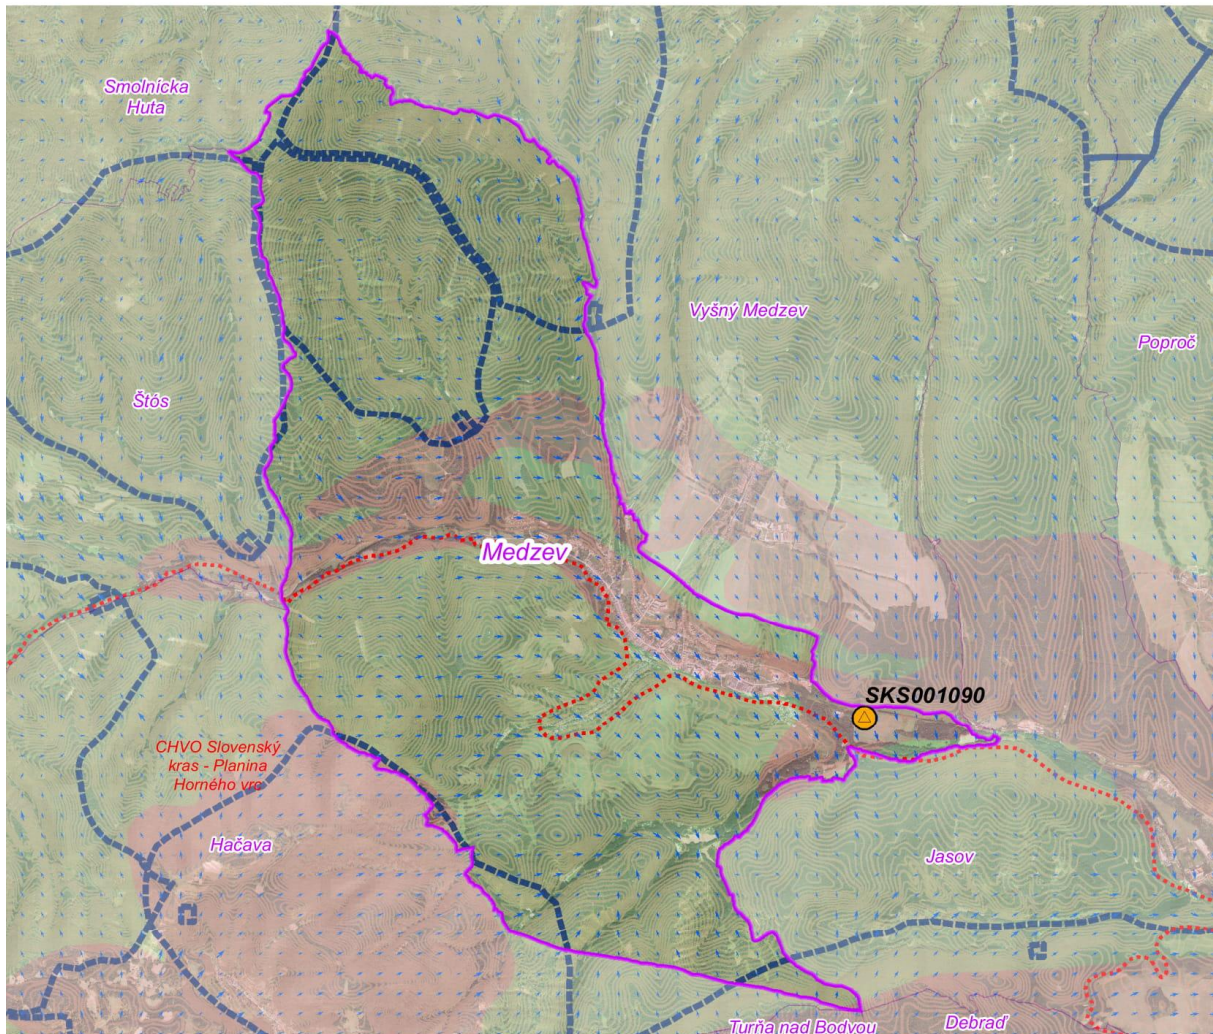 Smolnícka
Huta
Vyšný Medzev
Poproč
Štós
Medzev
SKS001090
CHVO Slovenský
kras - Planina
Horného vrc
Hačava
Jasov
Turňa nad Bodvou
Debraď